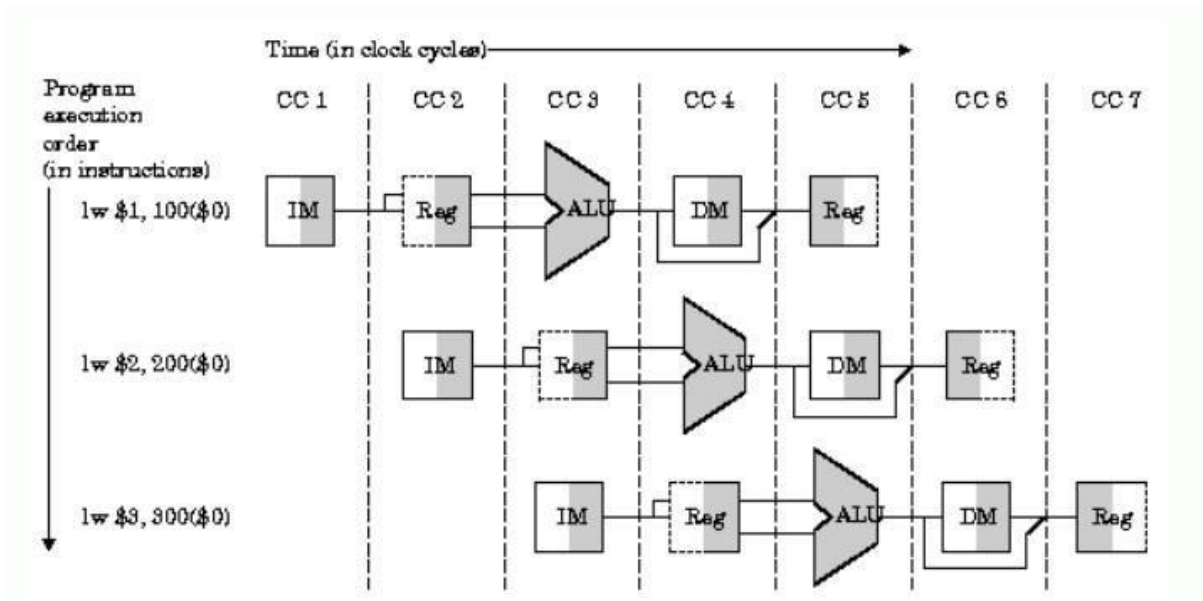 Time (in clock cycles)
Program
execution
order
(in instructions)
CC 1 CC 2 CC 3 CC 4 CC 5 CC 6 CC 7
lw $1, 100($0) IM Reg ALU DM Reg
lw $2, 200($0) IM Reg ALU DM Reg
lw $3, 300($0) IM Reg ALU DM Reg